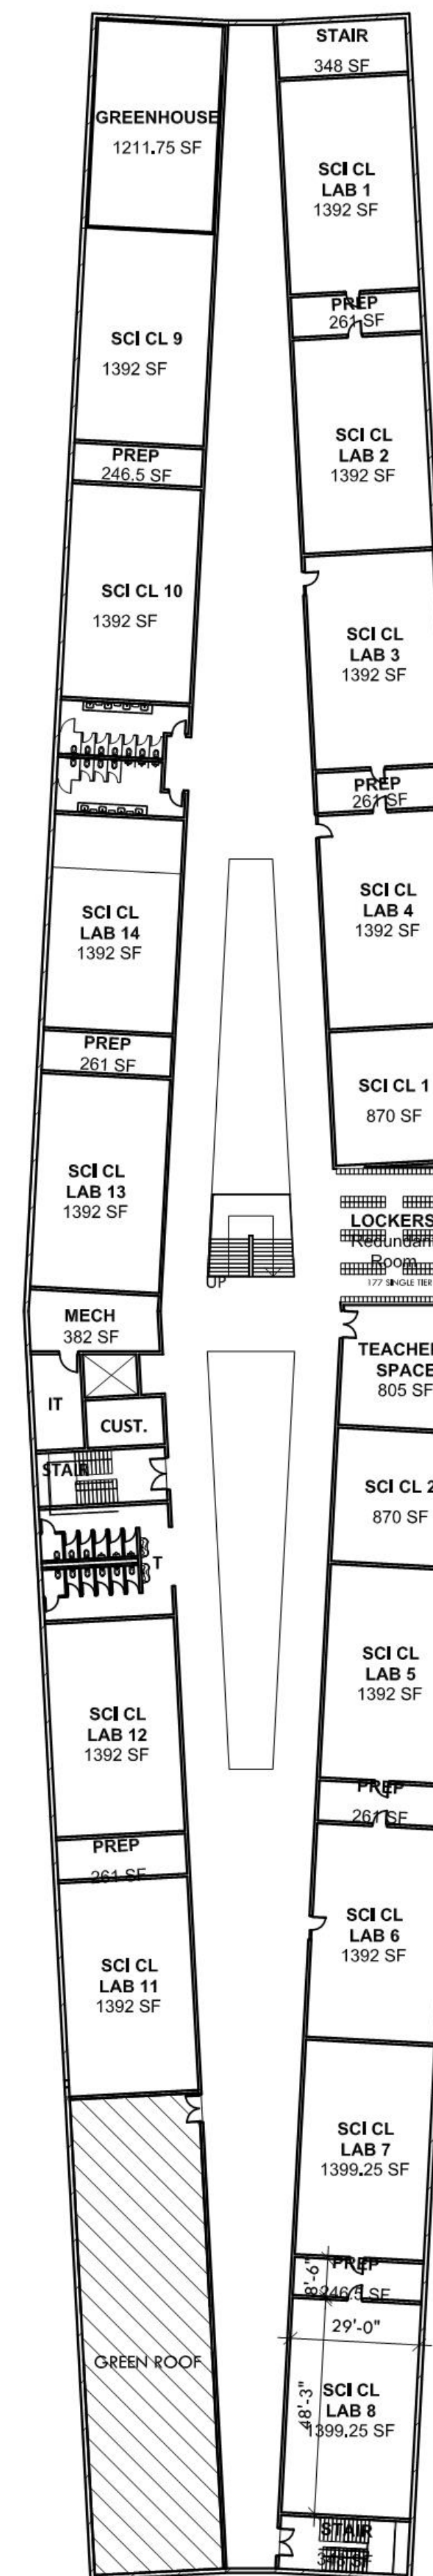 STAIR
348 SF
GREENHOUSE
1211.75 SF
SCI CL
LAB 1
1392 SF
PREP
261 SF
SCI CL 9
1392 SF
SCI CL
LAB 2
1392 SF
PREP
246.5 SF
SCI CL 10
1392 SF
SCI CL
LAB 3
1392 SF
PREP
261 SF
SCI CL
LAB 4
1392 SF
SCI CL
LAB 14
1392 SF
PREP
261 SF
SCI CL 1
870 SF
SCI CL
LAB 13
1392 SF
LOCKERS
Redundant
Room
177 SINGLE TIER
UP
MECH
382 SF
TEACHER
SPACE
805 SF
IT
CUST.
STAIR
SCI CL 2
870 SF
T
SCI CL
LAB 5
1392 SF
SCI CL
LAB 12
1392 SF
PREP
261 SF
PREP
261 SF
SCI CL
LAB 6
1392 SF
SCI CL
LAB 11
1392 SF
SCI CL
LAB 7
1399.25 SF
PREP
246.5 SF
8'-6"
29'-0"
GREEN ROOF
48'-3"
SCI CL
LAB 8
1399.25 SF
STAIR